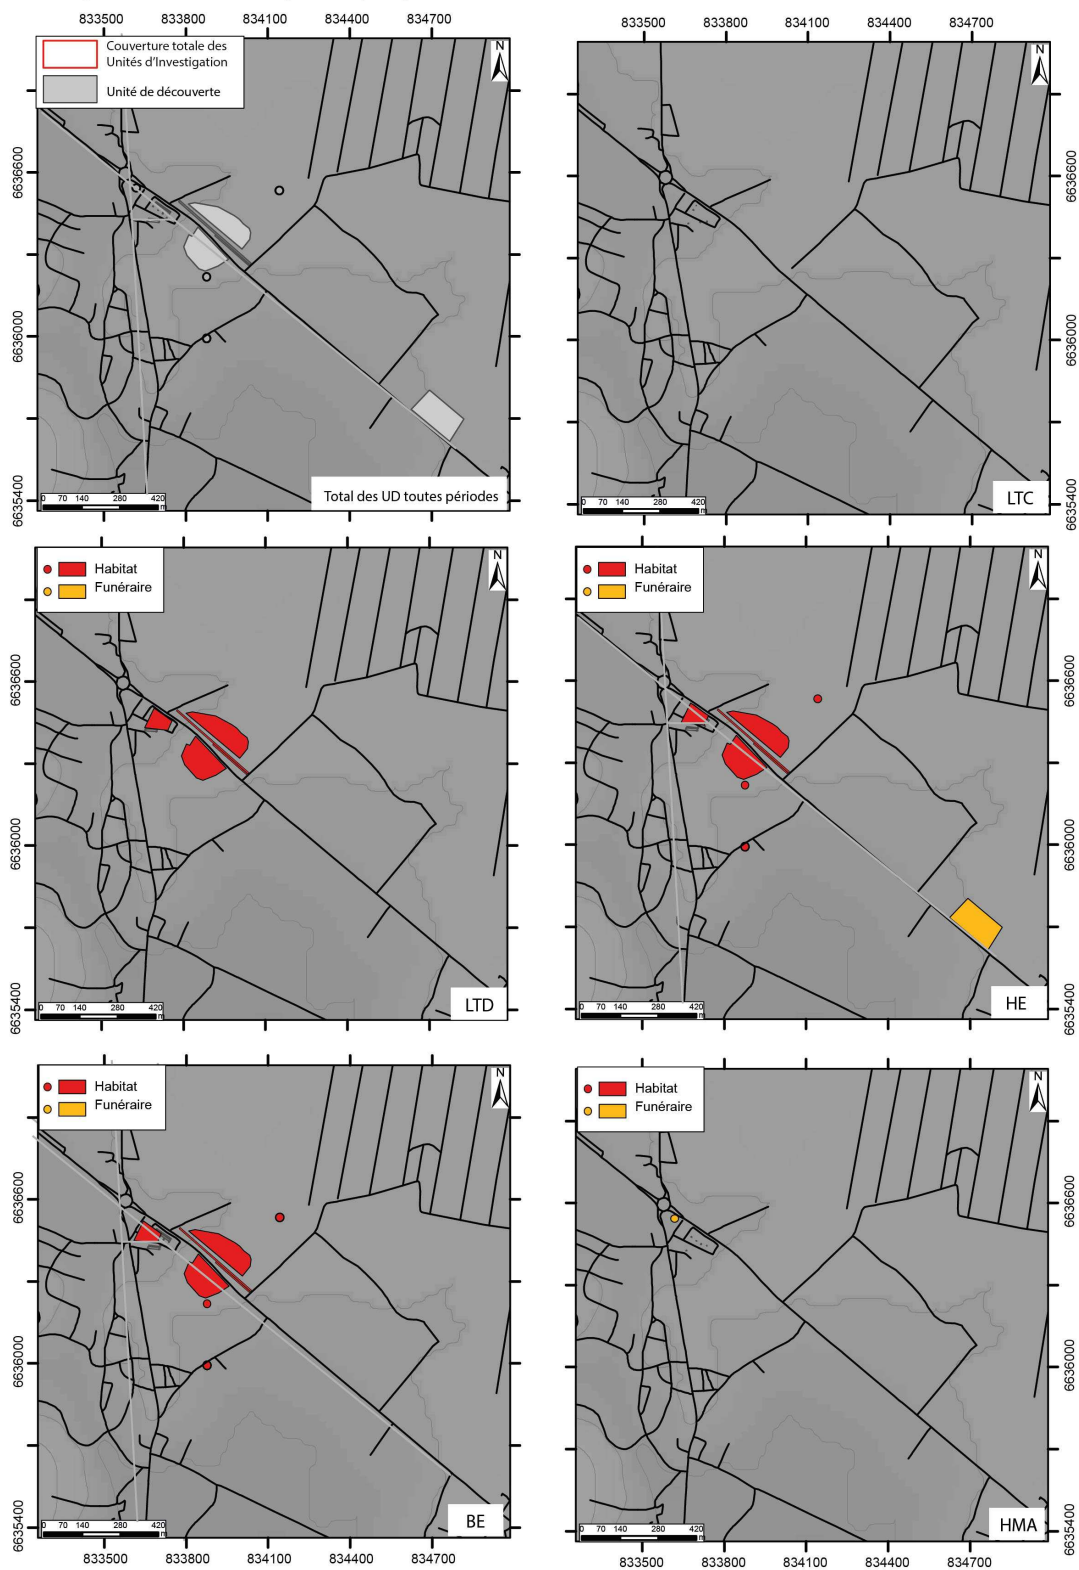 833500 833800 834100 834400 834700
833500 833800 834100 834400 834700
Couverture totale des
Unités d'Investigation
Unité de découverte
N
6636600
6636000
6635400
0 70 140 280 420
m
Total des UD toutes périodes
N
6636600
6636000
6635400
0 70 140 280 420
m
LTC
Habitat
Funéraire
N
6636600
6636000
6635400
0 70 140 280 420
m
LTD
Habitat
Funéraire
N
6636600
6636000
6635400
0 70 140 280 420
m
HE
Habitat
Funéraire
N
6636600
6636000
6635400
0 70 140 280 420
m
BE
833500 833800 834100 834400 834700
Habitat
Funéraire
N
6636600
6636000
6635400
0 70 140 280 420
m
HMA
833500 833800 834100 834400 834700